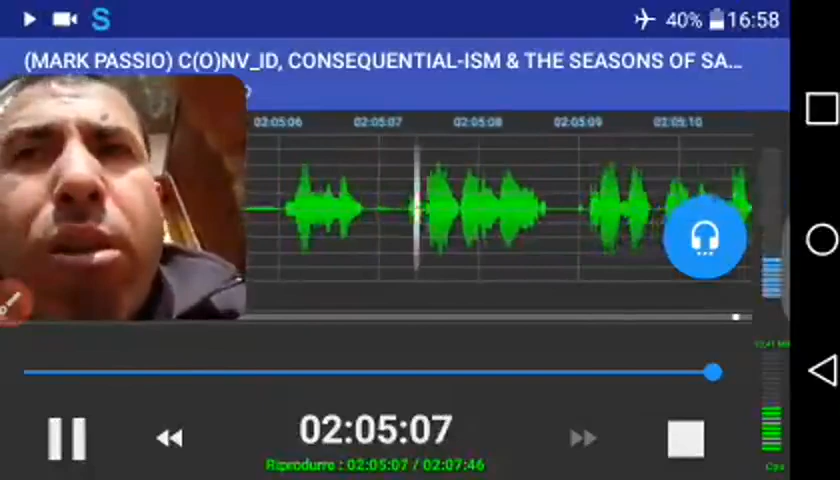 S 40% 16:58
(MARK PASSIO) C(O)NV_ID, CONSEQUENTIAL-ISM & THE SEASONS OF SA...
02:05:06 02:05:07 02:05:08 02:05:09 02:05:10
02:05:07
Riprodurre : 02:05:07 / 02:07:46
Cpu